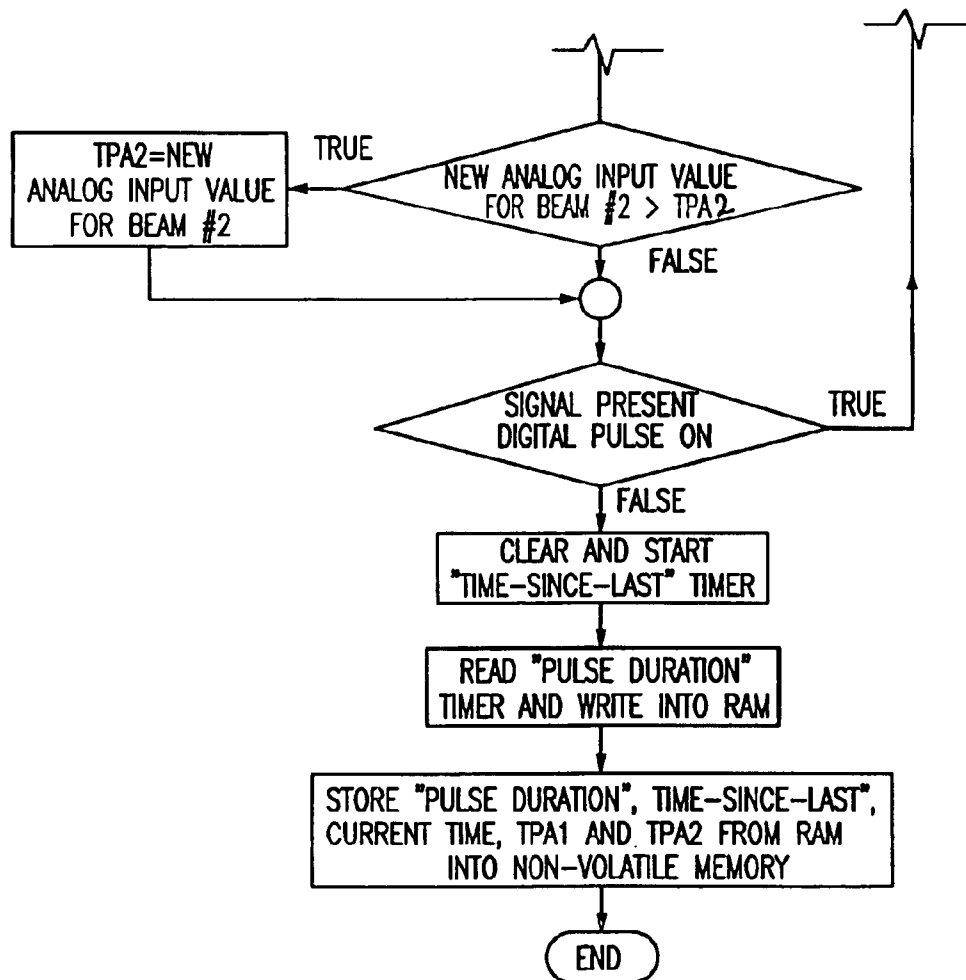 TPA2=NEW
ANALOG INPUT VALUE
FOR BEAM #2
TRUE
NEW ANALOG INPUT VALUE
FOR BEAM #2 > TPA2
FALSE
SIGNAL PRESENT
DIGITAL PULSE ON
TRUE
FALSE
CLEAR AND START
"TIME-SINCE-LAST" TIMER
READ "PULSE DURATION"
TIMER AND WRITE INTO RAM
STORE "PULSE DURATION", TIME-SINCE-LAST",
CURRENT TIME, TPA1 AND TPA2 FROM RAM
INTO NON-VOLATILE MEMORY
END